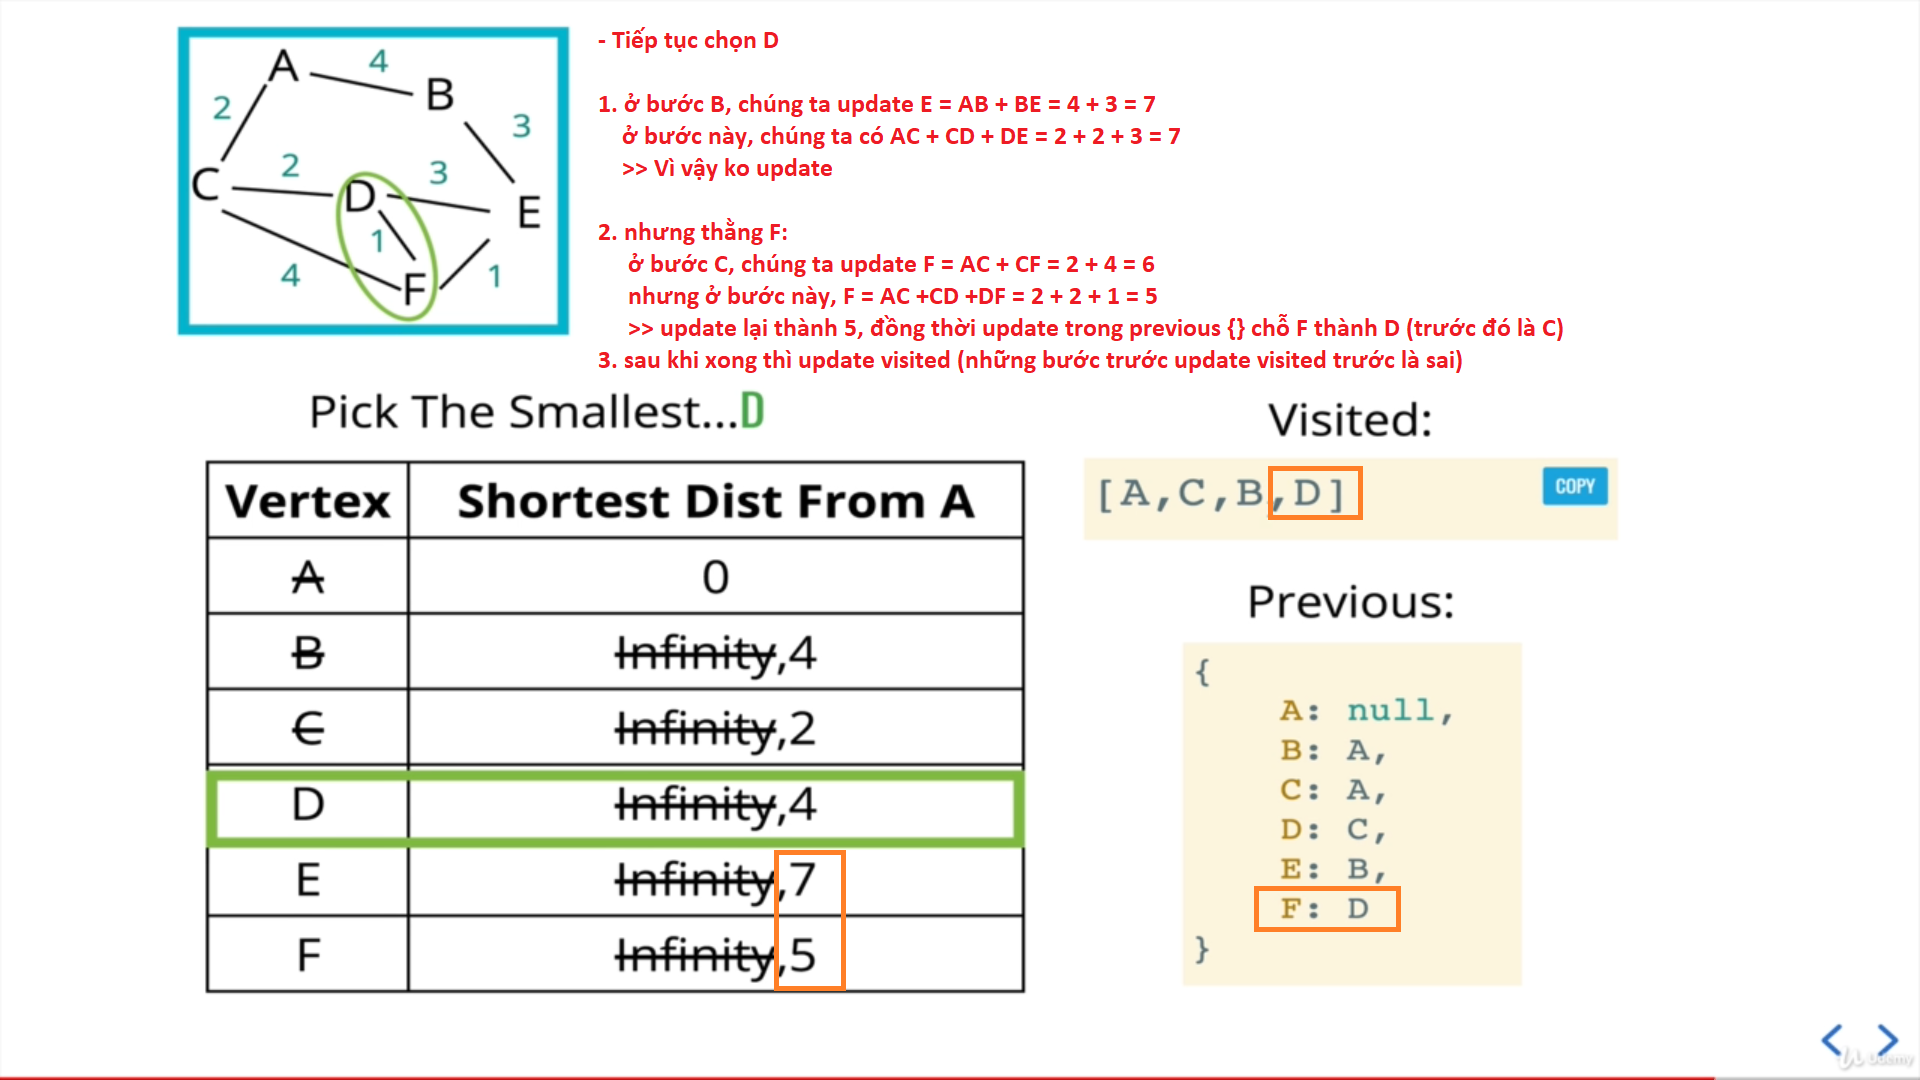 - Tiếp tục chọn D
1. ở bước B, chúng ta update E = AB + BE = 4 + 3 = 7
ở bước này, chúng ta có AC + CD + DE = 2 + 2 + 3 = 7
>> Vì vậy ko update
2. nhưng thằng F:
ở bước C, chúng ta update F = AC + CF = 2 + 4 = 6
nhưng ở bước này, F = AC +CD +DF = 2 + 2 + 1 = 5
>> update lại thành 5, đồng thời update trong previous {} chỗ F thành D (trước đó là C)
3. sau khi xong thì update visited (những bước trước update visited trước là sai)
A 4 B
2 3
C 2 D 3 E
1
4 F 1
Pick The Smallest...D
Vertex Shortest Dist From A
A 0
B Infinity,4
C Infinity,2
D Infinity,4
E Infinity,7
F Infinity,5
Visited:
[A,C,B,D]
COPY
Previous:
{
A: null,
B: A,
C: A,
D: C,
E: B,
F: D
}
Udemy